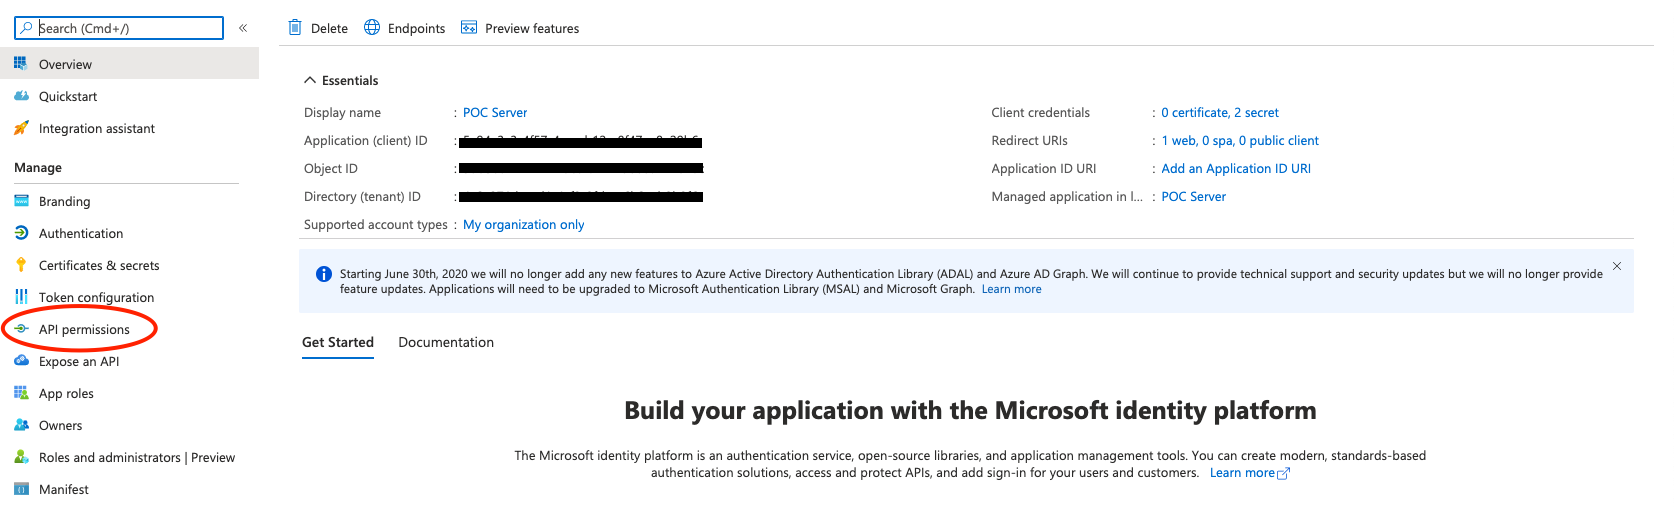 Search (Cmd+/)
«
Overview
Quickstart
Integration assistant
Manage
Branding
Authentication
Certificates & secrets
Token configuration
API permissions
Expose an API
App roles
Owners
Roles and administrators | Preview
Manifest
Delete Endpoints Preview features
Essentials
Display name : POC Server
Application (client) ID :
Object ID :
Directory (tenant) ID :
Supported account types : My organization only
Client credentials : 0 certificate, 2 secret
Redirect URIs : 1 web, 0 spa, 0 public client
Application ID URI : Add an Application ID URI
Managed application in l... : POC Server
Starting June 30th, 2020 we will no longer add any new features to Azure Active Directory Authentication Library (ADAL) and Azure AD Graph. We will continue to provide technical support and security updates but we will no longer provide
feature updates. Applications will need to be upgraded to Microsoft Authentication Library (MSAL) and Microsoft Graph. Learn more
Get Started Documentation
Build your application with the Microsoft identity platform
The Microsoft identity platform is an authentication service, open-source libraries, and application management tools. You can create modern, standards-based
authentication solutions, access and protect APIs, and add sign-in for your users and customers. Learn more